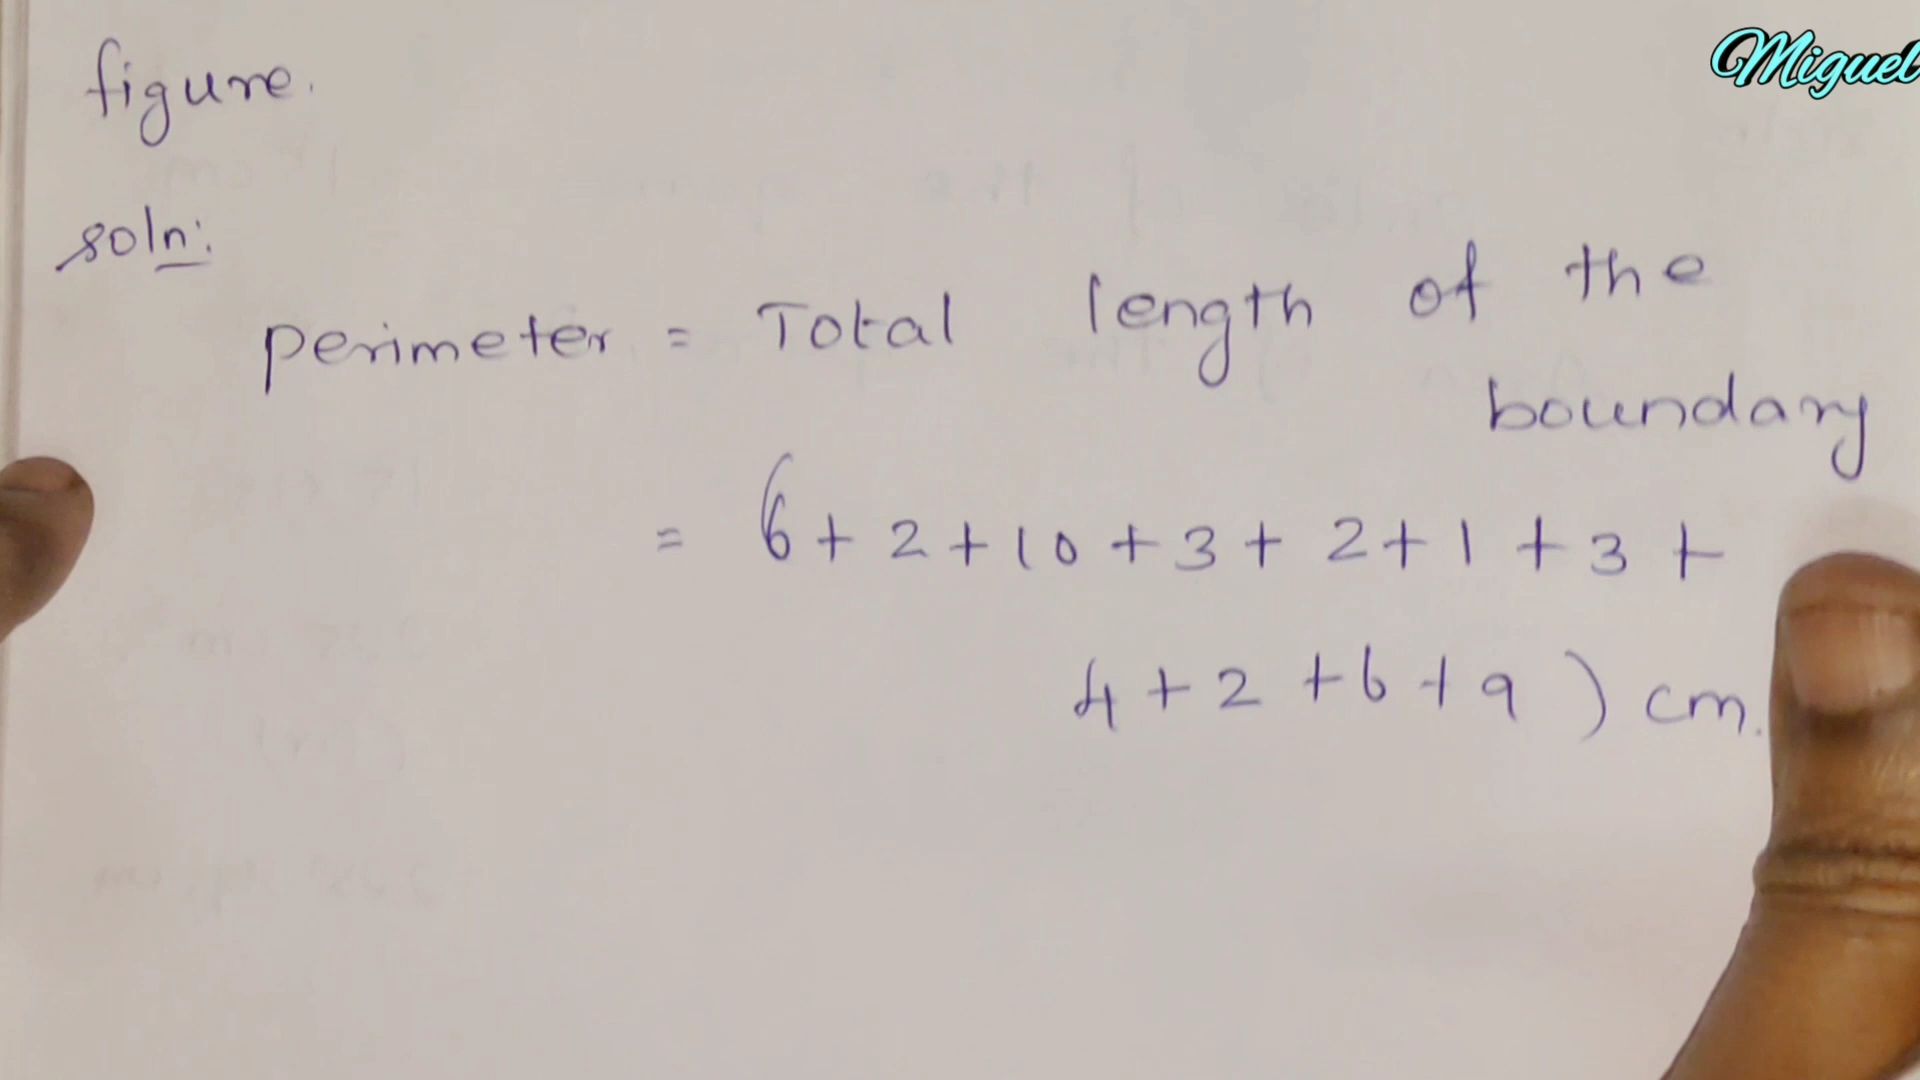 Miguel
figure.
soln:
perimeter = Total length of the
boundary
= (6 + 2 + 10 + 3 + 2 + 1 + 3 +
4 + 2 + 6 + 9 ) cm.